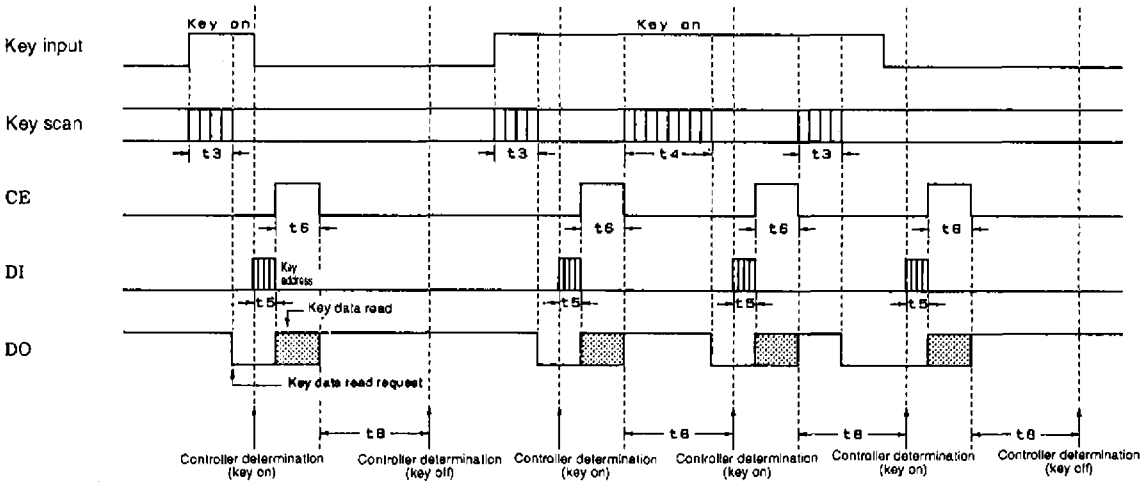 Key on
Key on
Key input
Key scan
t3
t3
t4
t3
CE
t6
t6
t6
t6
DI
Key
address
t5
t5
t5
t5
Key data read
DO
Key data read request
t8
t8
t8
t8
Controller determination
(key on)
Controller determination
(key off)
Controller determination
(key on)
Controller determination
(key on)
Controller determination
(key on)
Controller determination
(key off)